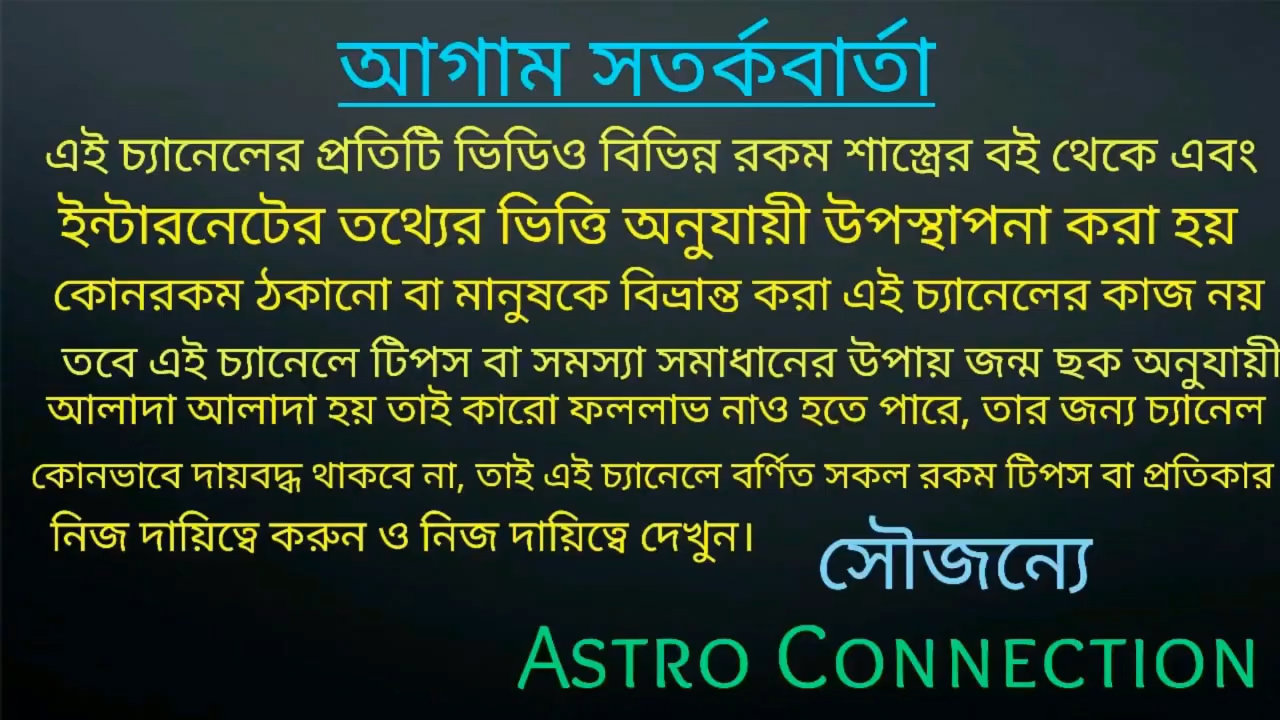 আগাম সতর্কবার্তা
এই চ্যানেলের প্রতিটি ভিডিও বিভিন্ন রকম শাস্ত্রের বই থেকে এবং
ইন্টারনেটের তথ্যের ভিত্তি অনুযায়ী উপস্থাপনা করা হয়
কোনরকম ঠকানো বা মানুষকে বিভ্রান্ত করা এই চ্যানেলের কাজ নয়
তবে এই চ্যানেলে টিপস বা সমস্যা সমাধানের উপায় জন্ম ছক অনুযায়ী
আলাদা আলাদা হয় তাই কারো ফললাভ নাও হতে পারে, তার জন্য চ্যানেল
কোনভাবে দায়বদ্ধ থাকবে না, তাই এই চ্যানেলে বর্ণিত সকল রকম টিপস বা প্রতিকার
নিজ দায়িত্বে করুন ও নিজ দায়িত্বে দেখুন।
সৌজন্যে
ASTRO CONNECTION